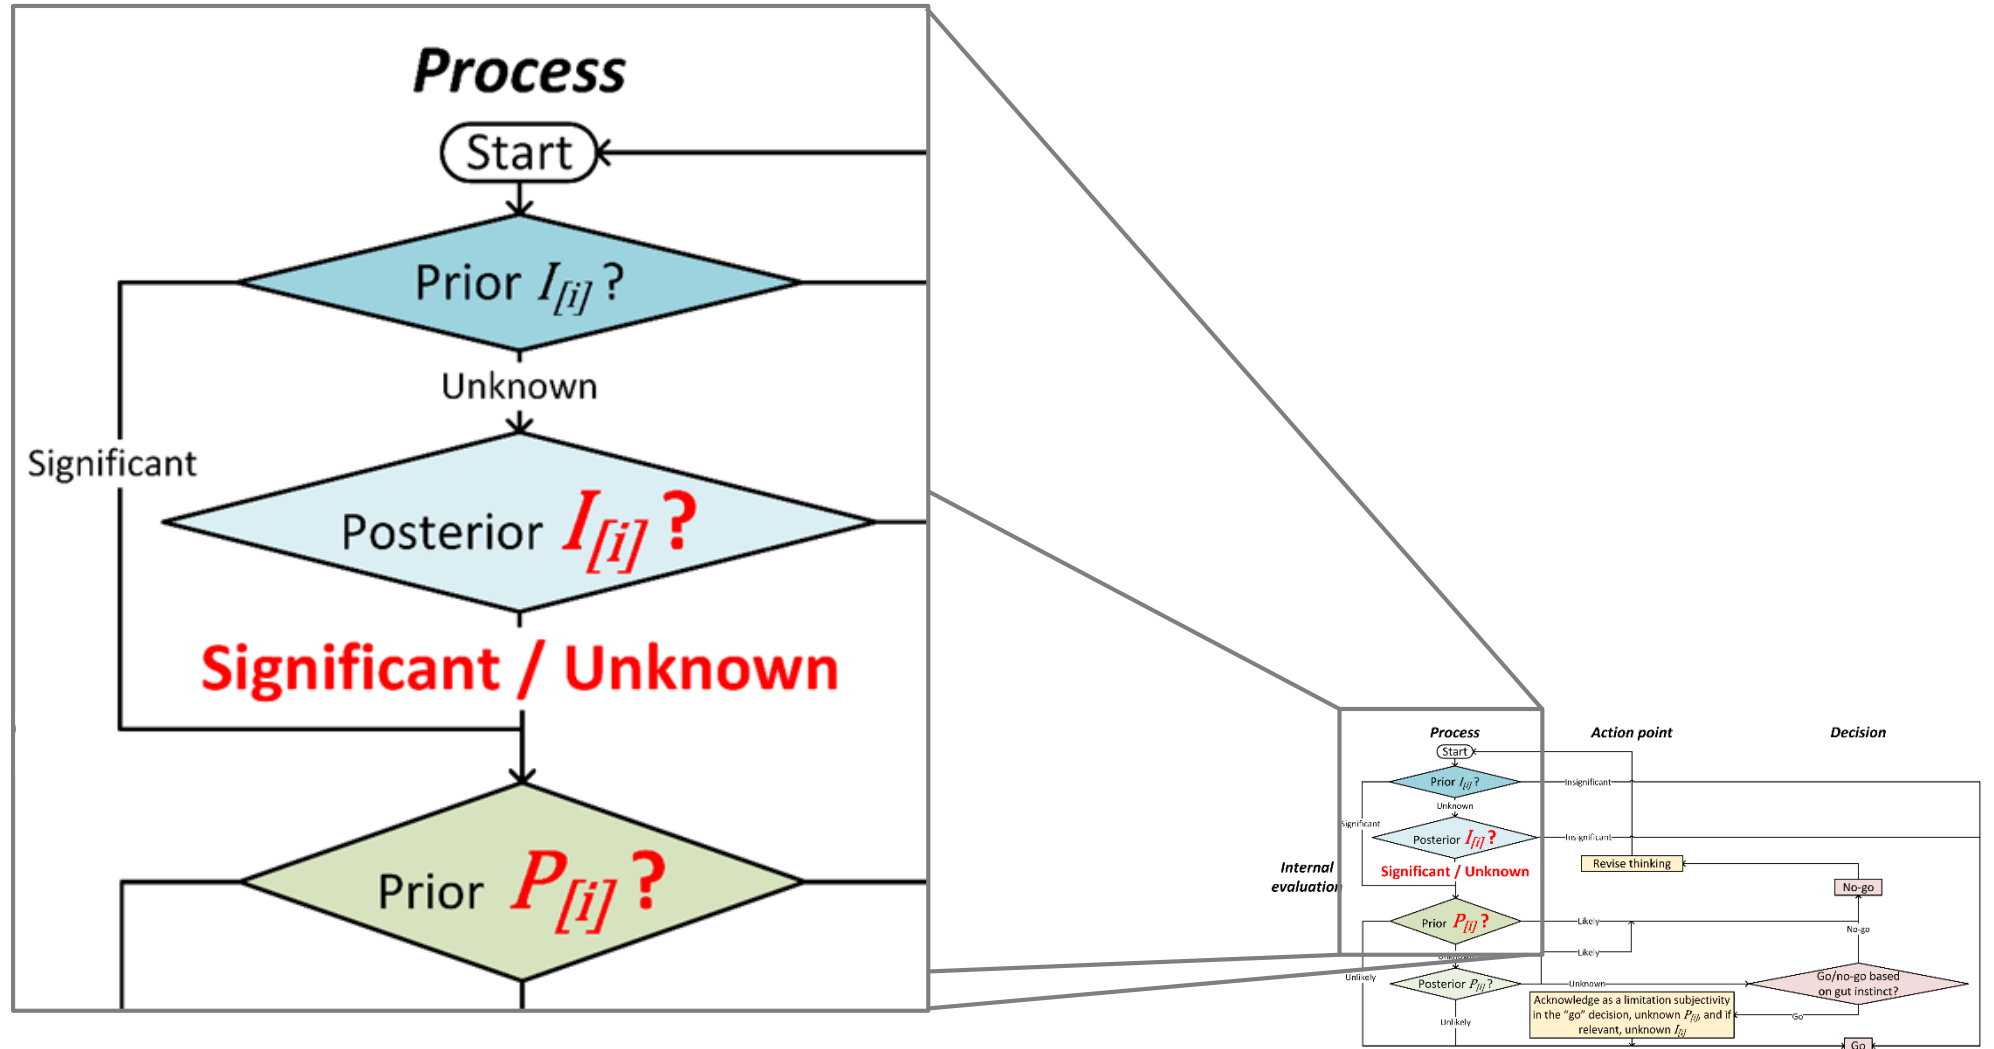 Process
Start
Prior I[i] ?
Unknown
Significant
Posterior I[i] ?
Significant / Unknown
Prior P[i] ?
Process
Action point
Decision
Start
Prior I[i] ?
Insignificant
Unknown
Significant
Posterior I[i] ?
Insignificant
Revise thinking
Internal
evaluation
Significant / Unknown
No-go
Prior P[i] ?
Likely
No-go
Likely
Unknown
Unlikely
Posterior P[i] ?
Unknown
Go/no-go based
on gut instinct?
Acknowledge as a limitation subjectivity
in the "go" decision, unknown P[i], and if
relevant, unknown I[i]
Go
Unlikely
Go